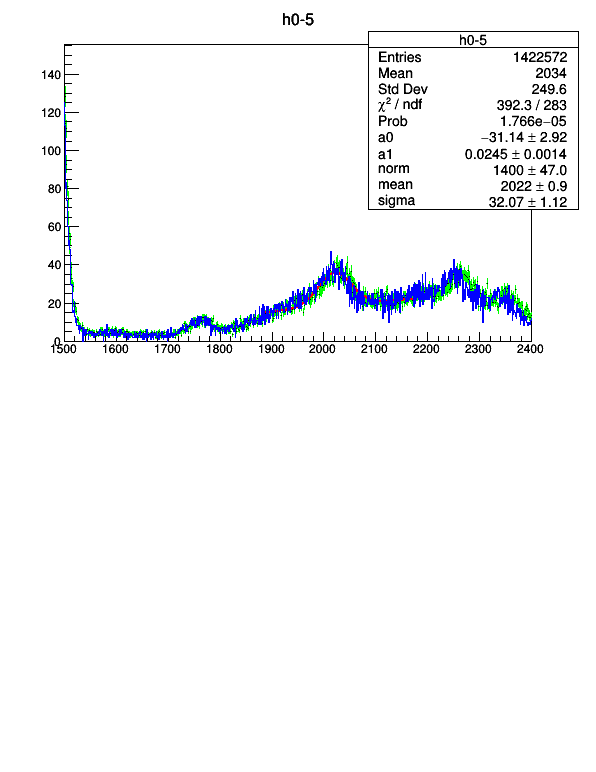 h0-5
h0-5
Entries 1422572
Mean 2034
Std Dev 249.6
χ² / ndf 392.3 / 283
Prob 1.766e−05
a0 −31.14 ± 2.92
a1 0.0245 ± 0.0014
norm 1400 ± 47.0
mean 2022 ± 0.9
sigma 32.07 ± 1.12
140
120
100
80
60
40
20
0
1500 1600 1700 1800 1900 2000 2100 2200 2300 2400